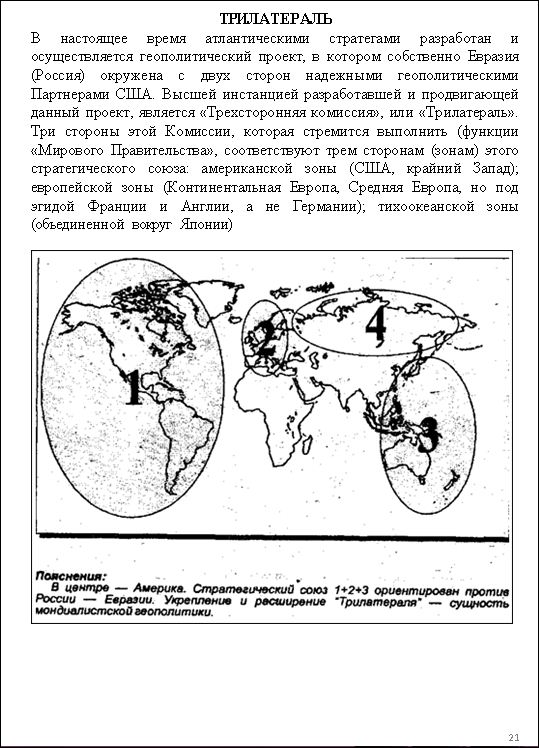 ТРИЛАТЕРАЛЬ
В настоящее время атлантическими стратегами разработан и
осуществляется геополитический проект, в котором собственно Евразия
(Россия) окружена с двух сторон надежными геополитическими
Партнерами США. Высшей инстанцией разработавшей и продвигающей
данный проект, является «Трехсторонняя комиссия», или «Трилатераль».
Три стороны этой Комиссии, которая стремится выполнить (функции
«Мирового Правительства», соответствуют трем сторонам (зонам) этого
стратегического союза: американской зоны (США, крайний Запад);
европейской зоны (Континентальная Европа, Средняя Европа, но под
эгидой Франции и Англии, а не Германии); тихоокеанской зоны
(объединенной вокруг Японии)
1
2
4
3
Пояснения:
В центре — Америка. Стратегический союз 1+2+3 ориентирован против
России — Евразии. Укрепление и расширение "Трилатераля" — сущность
мондиалистской геополитики.
21